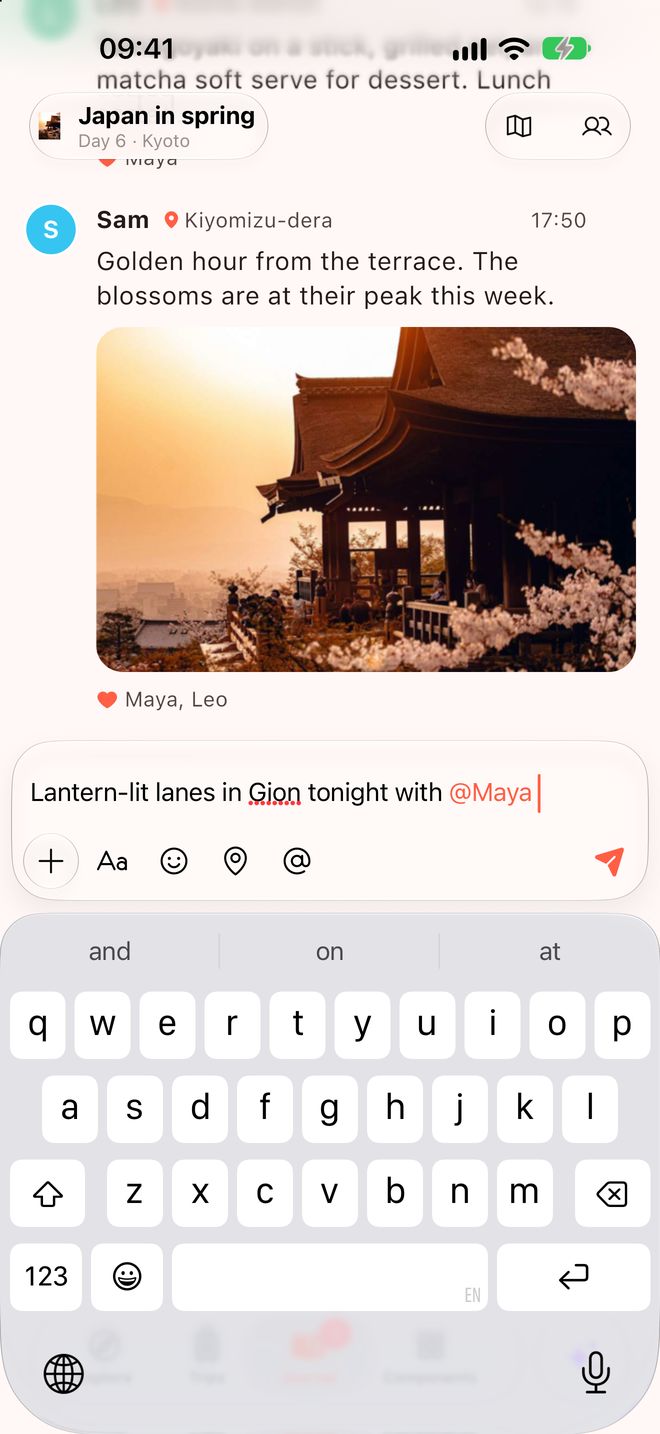 09:41
matcha soft serve for dessert. Lunch
Japan in spring
Day 6 · Kyoto
Maya
S
Sam Kiyomizu-dera 17:50
Golden hour from the terrace. The
blossoms are at their peak this week.
Maya, Leo
Lantern-lit lanes in Gion tonight with @Maya
Aa @
and on at
q w e r t y u i o p
a s d f g h j k l
z x c v b n m
123
EN